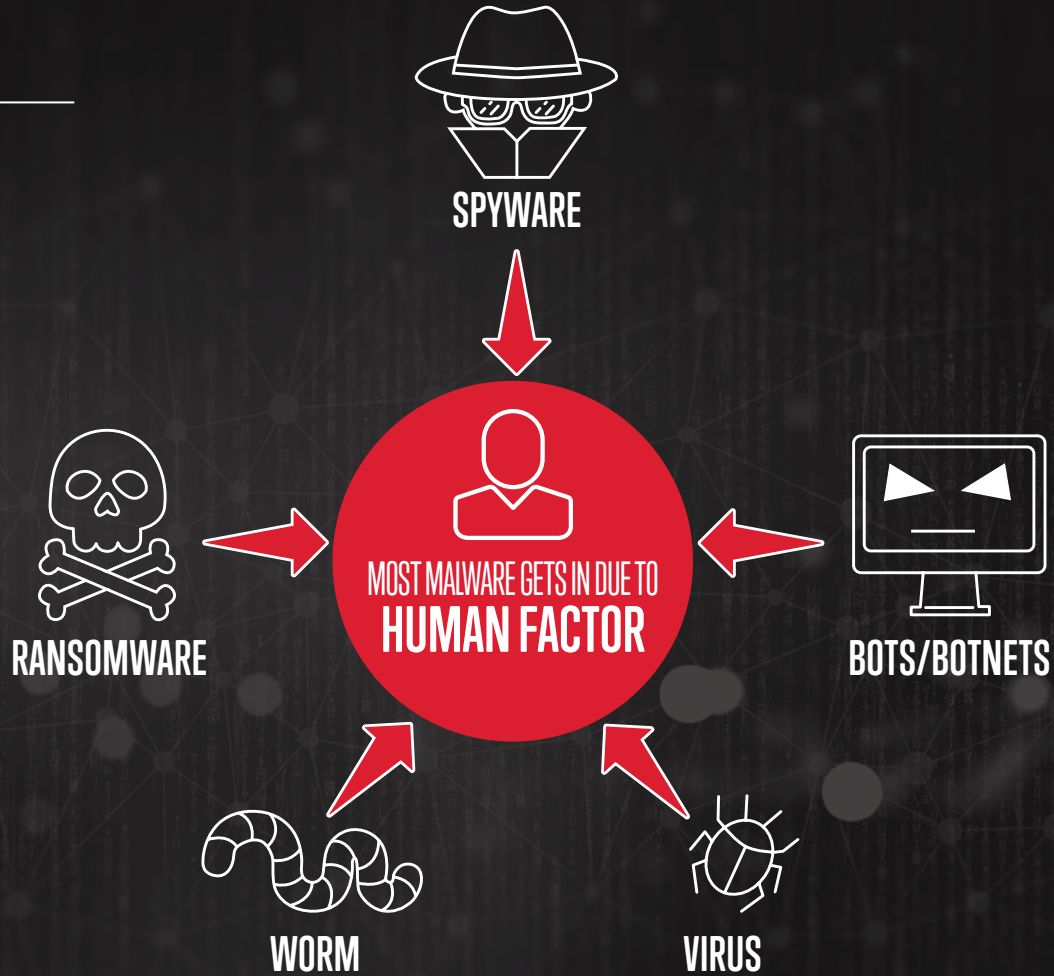 SPYWARE
RANSOMWARE
MOST MALWARE GETS IN DUE TO
HUMAN FACTOR
BOTS/BOTNETS
WORM
VIRUS